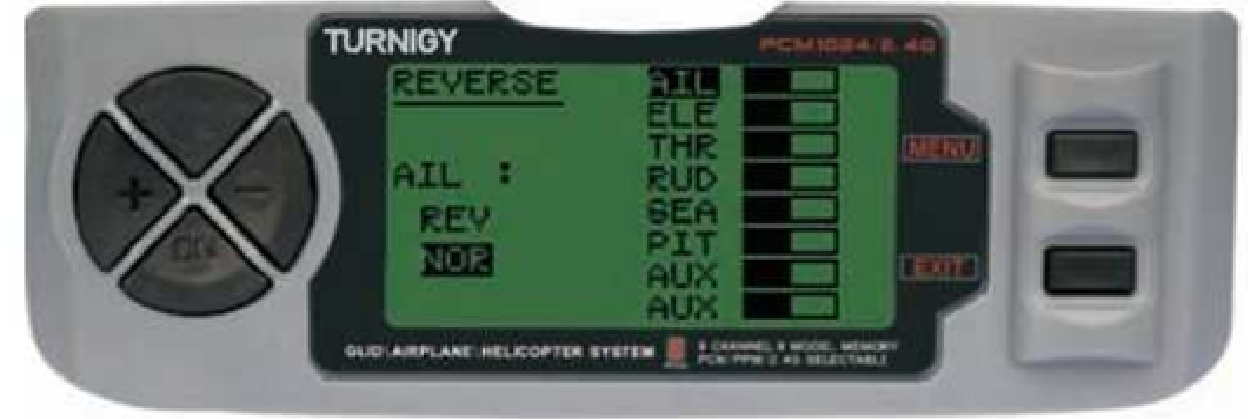 TURNIGY
PCM1024/2.4G
REVERSE
AIL
ELE
THR
RUD
SEA
PIT
AUX
AUX
AIL :
REV
NOR
MENU
EXIT
+
-
GLID\AIRPLANE\HELICOPTER SYSTEM
8 CHANNEL 8 MODEL MEMORY
PCM/PPM/2.4G SELECTABLE